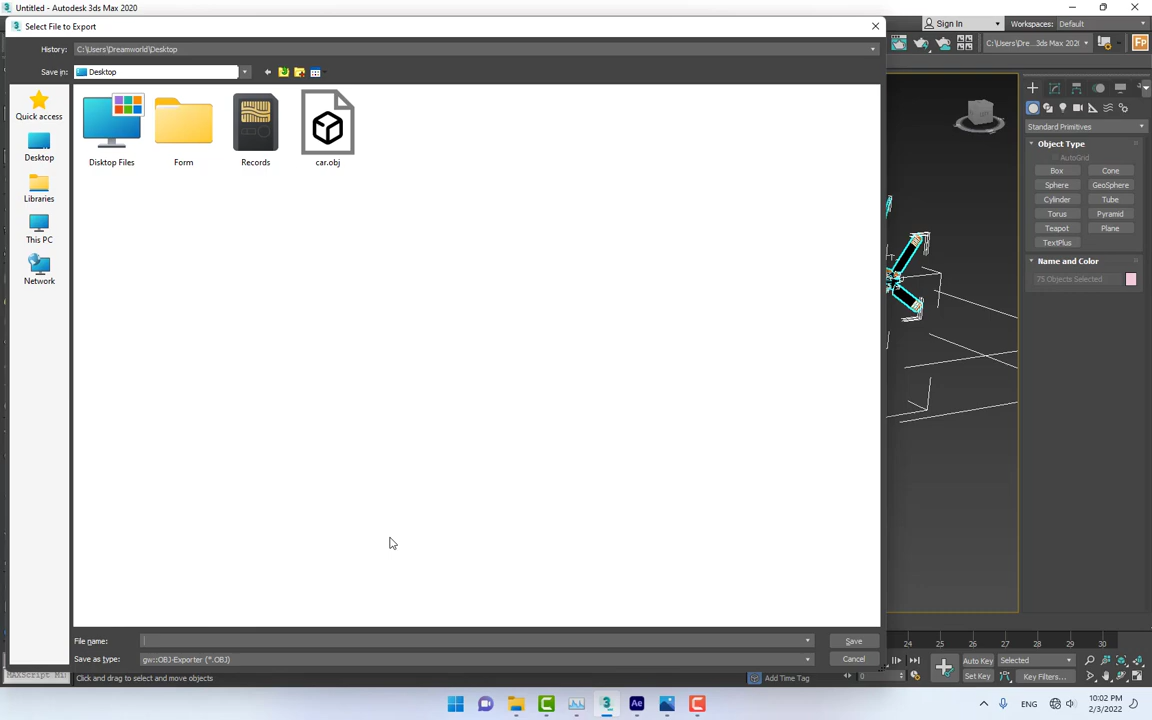 Untitled - Autodesk 3ds Max 2020
Select File to Export
History:
C:\Users\Dreamworld\Desktop
Save in:
Desktop
Quick access
Desktop
Libraries
This PC
Network
Disktop Files
Form
Records
car.obj
File name:
Save
Save as type:
gw::OBJ-Exporter (*.OBJ)
Cancel
Sign In
Workspaces:
Default
C:\Users\Dre...3ds Max 202(
Fp
Standard Primitives
Object Type
AutoGrid
Box
Cone
Sphere
GeoSphere
Cylinder
Tube
Torus
Pyramid
Teapot
Plane
TextPlus
Name and Color
75 Objects Selected
24 25 26 27 28 29 30
Auto Key
Selected
Set Key
Key Filters...
0
MAXScript Mi
Click and drag to select and move objects
Add Time Tag
Ae
ENG
10:02 PM
2/3/2022